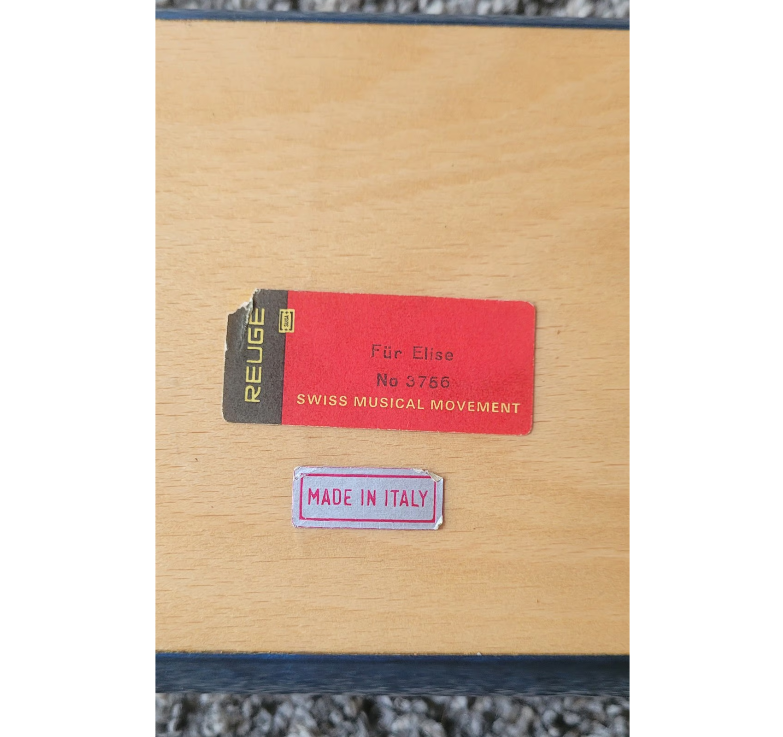 REUGE
Für Elise
No 3766
SWISS MUSICAL MOVEMENT
MADE IN ITALY